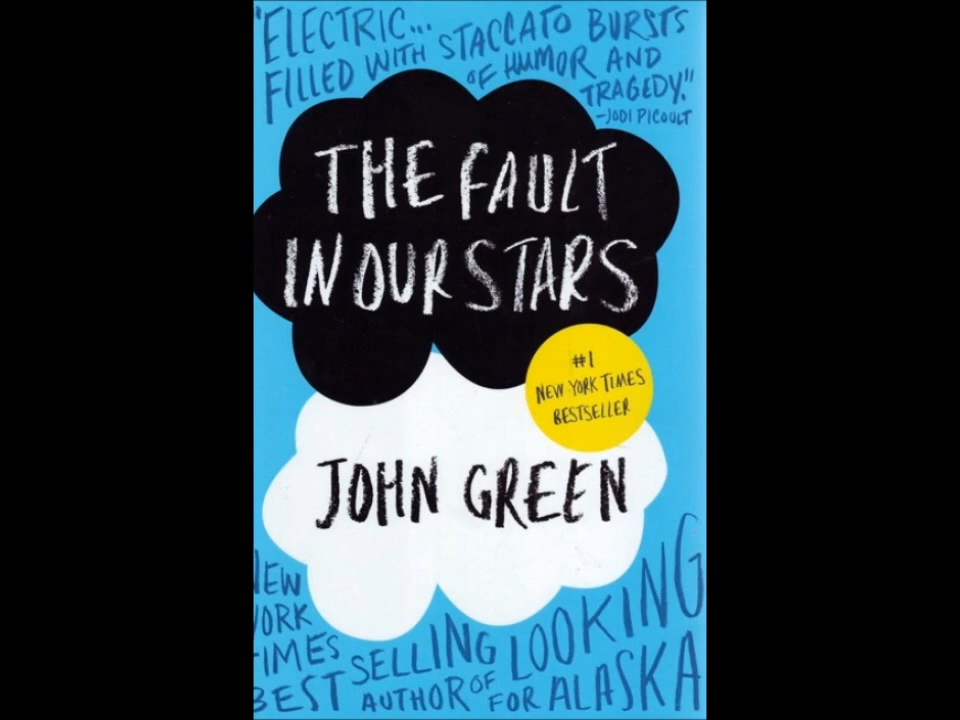 "ELECTRIC...
FILLED WITH STACCATO BURSTS
OF HUMOR AND
TRAGEDY."
–JODI PICOULT
THE FAULT
IN OUR STARS
#1
NEW YORK TIMES
BESTSELLER
JOHN GREEN
NEW
YORK
TIMES
BEST SELLING
AUTHOR OF
LOOKING
FOR ALASKA